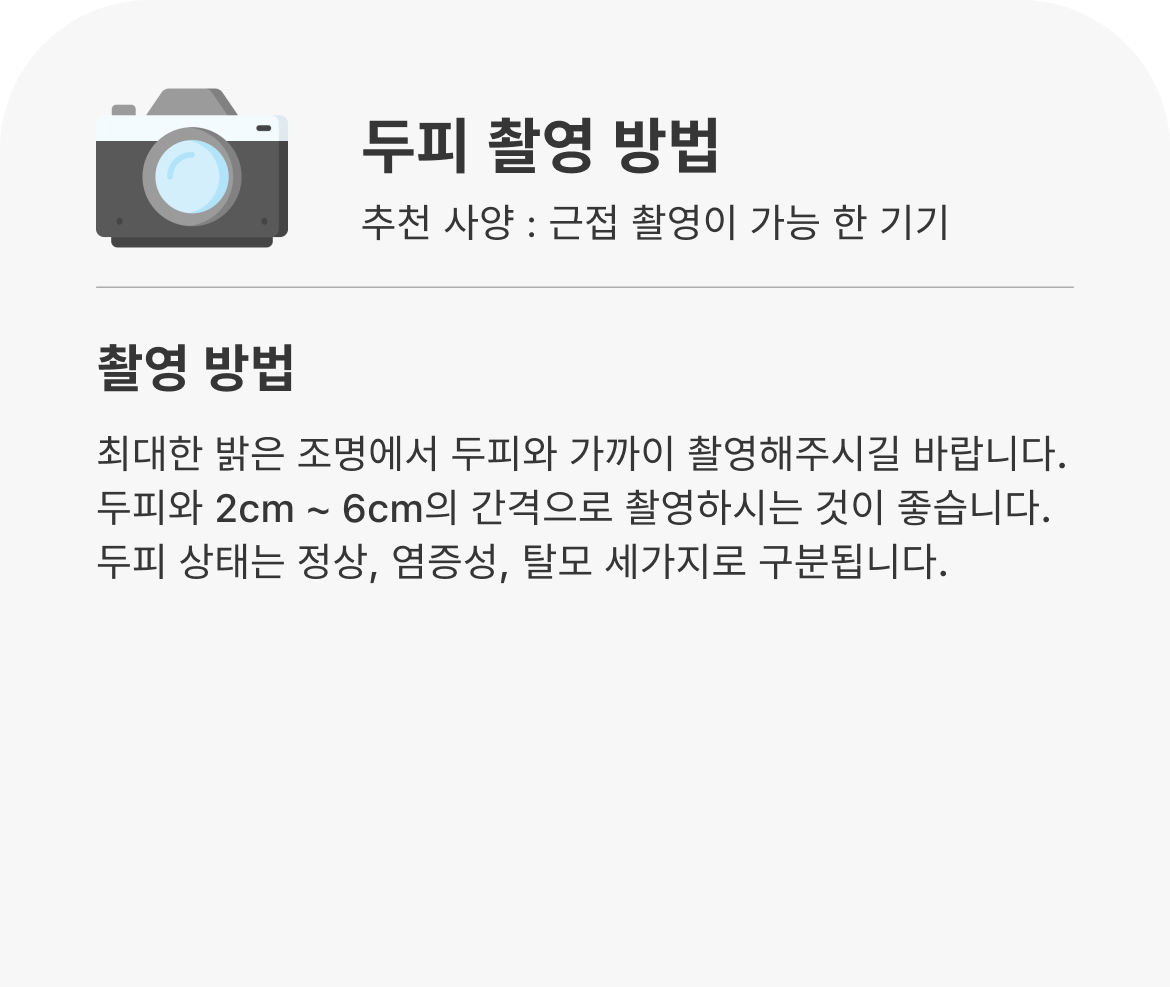 두피 촬영 방법
추천 사양 : 근접 촬영이 가능 한 기기
촬영 방법
최대한 밝은 조명에서 두피와 가까이 촬영해주시길 바랍니다.
두피와 2cm ~ 6cm의 간격으로 촬영하시는 것이 좋습니다.
두피 상태는 정상, 염증성, 탈모 세가지로 구분됩니다.